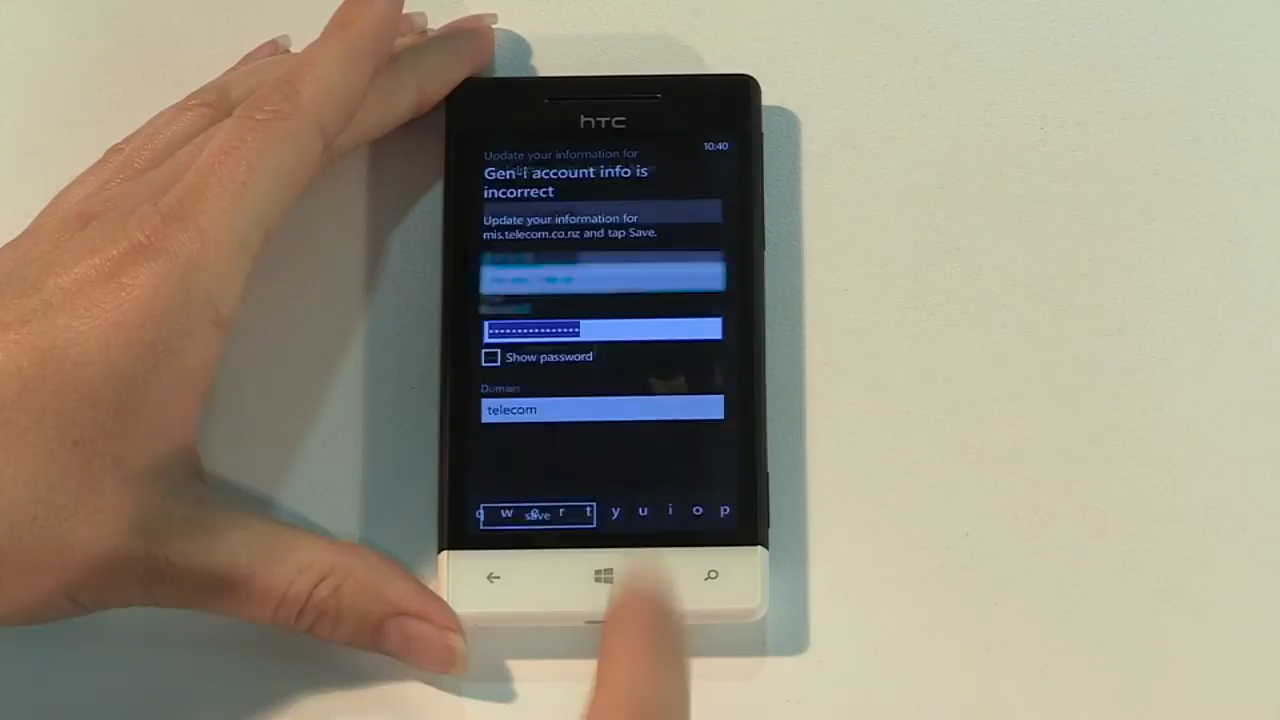 hTC
10:40
Update your information for
Gen-i account info is
incorrect
Update your information for
mis.telecom.co.nz and tap Save.
Show password
Domain
telecom
q w e r t y u i o p
save